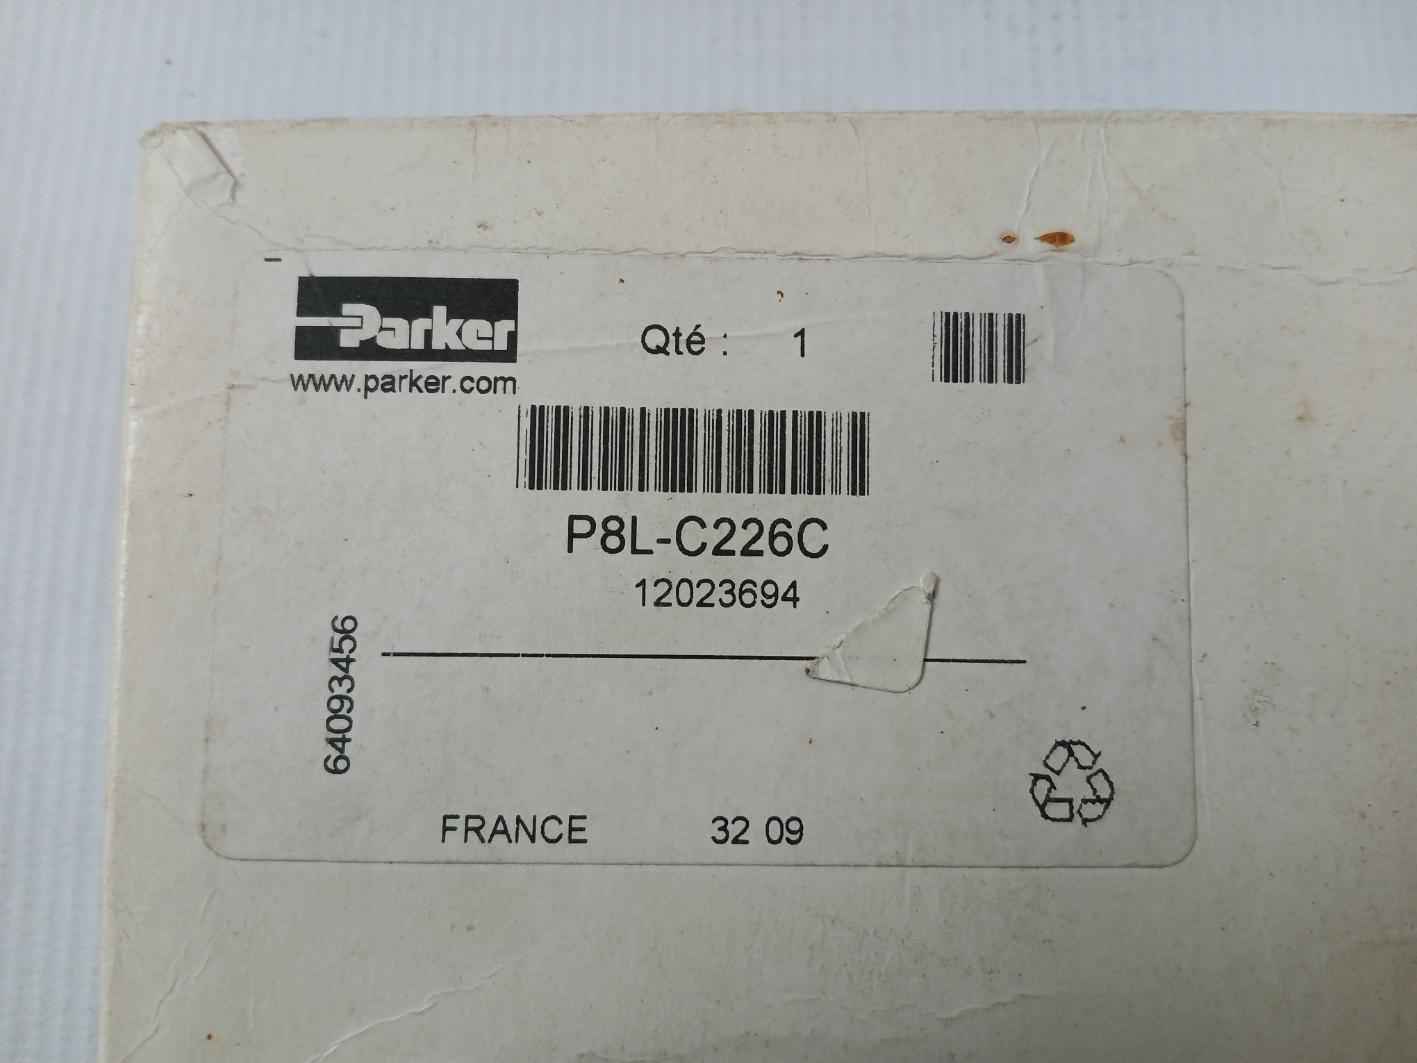 Parker
www.parker.com
Qté : 1
P8L-C226C
12023694
64093456
FRANCE 32 09